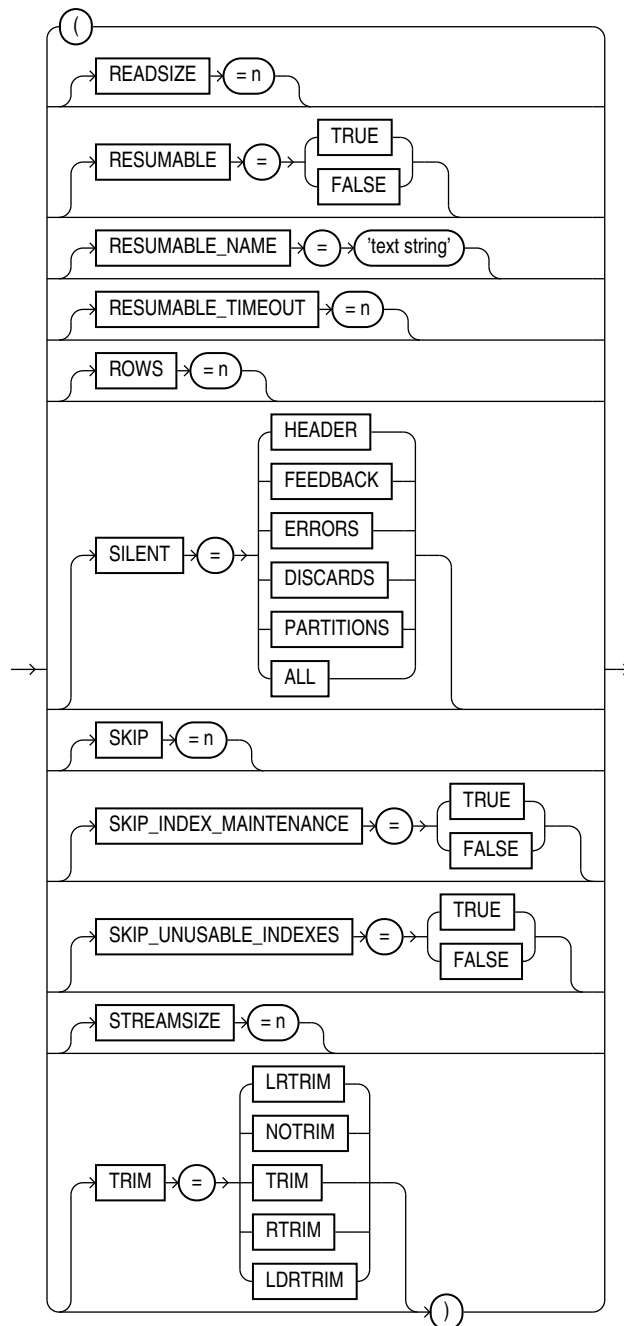 (
READSIZE = n
RESUMABLE = TRUE
FALSE
RESUMABLE_NAME = 'text string'
RESUMABLE_TIMEOUT = n
ROWS = n
SILENT = HEADER
FEEDBACK
ERRORS
DISCARDS
PARTITIONS
ALL
SKIP = n
SKIP_INDEX_MAINTENANCE = TRUE
FALSE
SKIP_UNUSABLE_INDEXES = TRUE
FALSE
STREAMSIZE = n
TRIM = LRTRIM
NOTRIM
TRIM
RTRIM
LDRTRIM
)